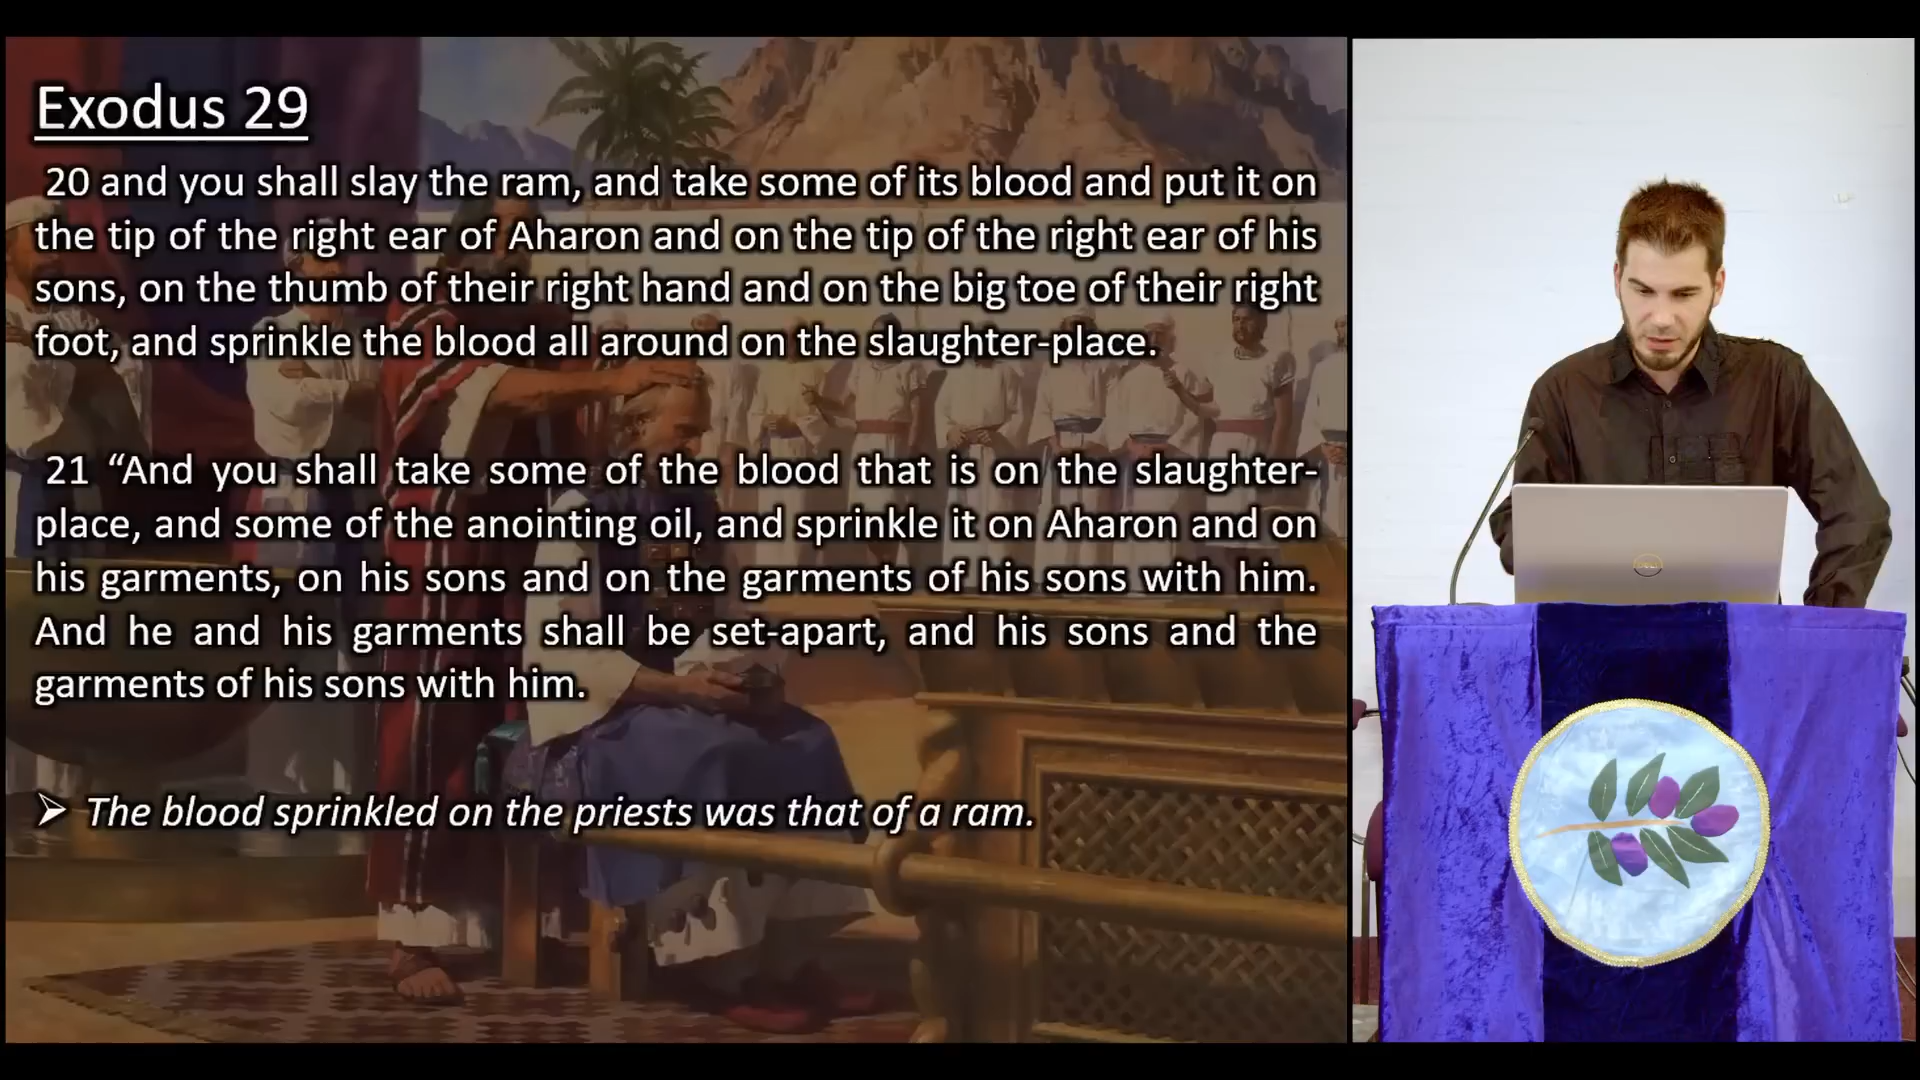 Exodus 29
20 and you shall slay the ram, and take some of its blood and put it on
the tip of the right ear of Aharon and on the tip of the right ear of his
sons, on the thumb of their right hand and on the big toe of their right
foot, and sprinkle the blood all around on the slaughter-place.
21 “And you shall take some of the blood that is on the slaughter-
place, and some of the anointing oil, and sprinkle it on Aharon and on
his garments, on his sons and on the garments of his sons with him.
And he and his garments shall be set-apart, and his sons and the
garments of his sons with him.
➢ The blood sprinkled on the priests was that of a ram.
DELL